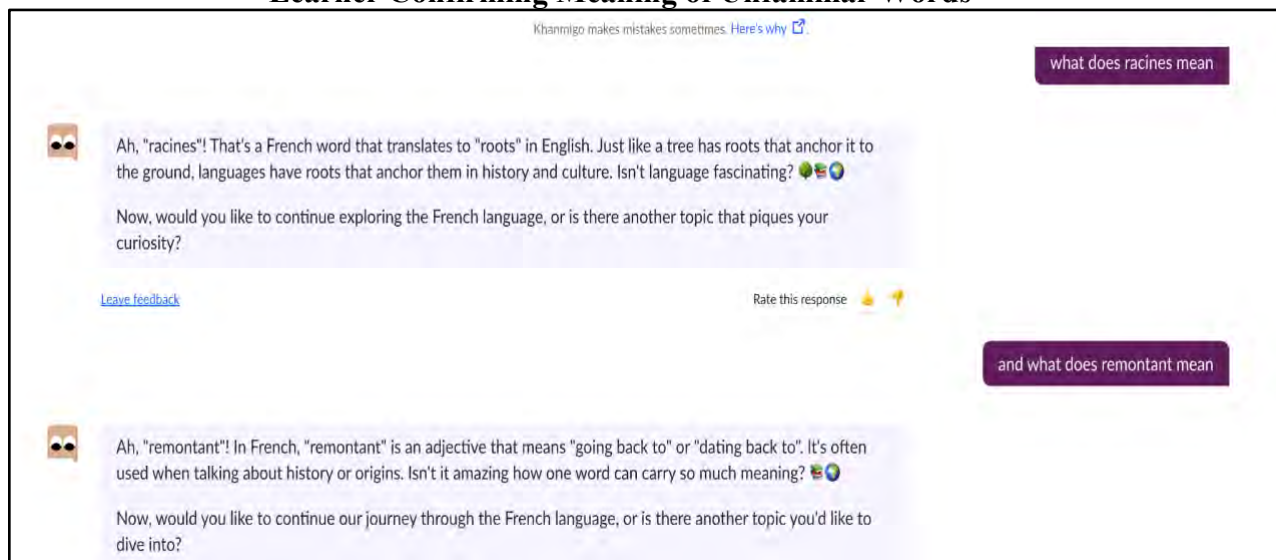 Learner Confirming Meaning of Unfamiliar Words
Khanmigo makes mistakes sometimes. Here's why
what does racines mean
Ah, "racines"! That's a French word that translates to "roots" in English. Just like a tree has roots that anchor it to
the ground, languages have roots that anchor them in history and culture. Isn't language fascinating?
Now, would you like to continue exploring the French language, or is there another topic that piques your
curiosity?
Leave feedback
Rate this response
and what does remontant mean
Ah, "remontant"! In French, "remontant" is an adjective that means "going back to" or "dating back to". It's often
used when talking about history or origins. Isn't it amazing how one word can carry so much meaning?
Now, would you like to continue our journey through the French language, or is there another topic you'd like to
dive into?